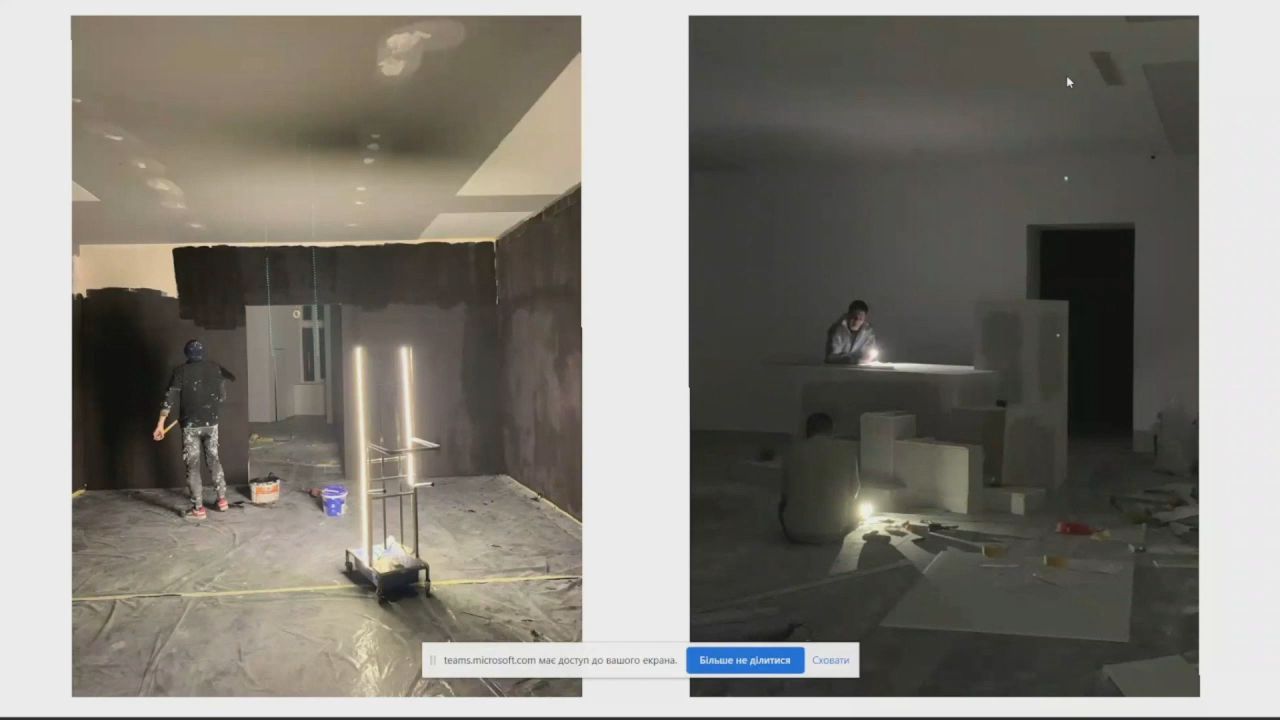 teams.microsoft.com має доступ до вашого екрана.
Більше не ділитися
Сховати